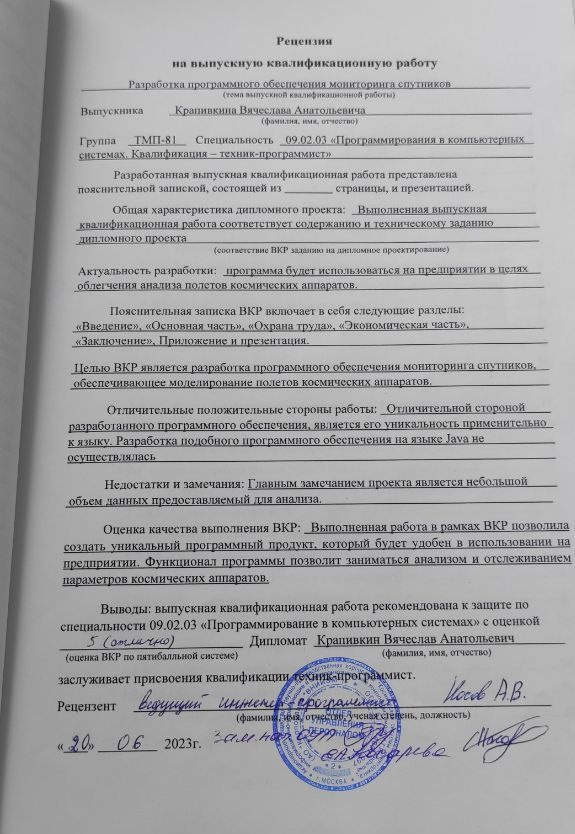 Рецензия
на выпускную квалификационную работу
Разработка программного обеспечения мониторинга спутников
(тема выпускной квалификационной работы)
Выпускника Крапивкина Вячеслава Анатольевича
(фамилия, имя, отчество)
Группа ТМП-81 Специальность 09.02.03 «Программирования в компьютерных
системах. Квалификация – техник-программист»
Разработанная выпускная квалификационная работа представлена
пояснительной запиской, состоящей из ________ страницы, и презентацией.
Общая характеристика дипломного проекта: Выполненная выпускная
квалификационная работа соответствует содержанию и техническому заданию
дипломного проекта
(соответствие ВКР заданию на дипломное проектирование)
Актуальность разработки: программа будет использоваться на предприятии в целях
облегчения анализа полетов космических аппаратов.
Пояснительная записка ВКР включает в себя следующие разделы:
«Введение», «Основная часть», «Охрана труда», «Экономическая часть»,
«Заключение», Приложение и презентация.
Целью ВКР является разработка программного обеспечения мониторинга спутников,
обеспечивающее моделирование полетов космических аппаратов.
Отличительные положительные стороны работы: Отличительной стороной
разработанного программного обеспечения, является его уникальность применительно
к языку. Разработка подобного программного обеспечения на языке Java не
осуществлялась
Недостатки и замечания: Главным замечанием проекта является небольшой
объем данных предоставляемый для анализа.
Оценка качества выполнения ВКР: Выполненная работа в рамках ВКР позволила
создать уникальный программный продукт, который будет удобен в использовании на
предприятии. Функционал программы позволит заниматься анализом и отслеживанием
параметров космических аппаратов.
Выводы: выпускная квалификационная работа рекомендована к защите по
специальности 09.02.03 «Программирование в компьютерных системах» с оценкой
5 (отлично) Дипломат Крапивкин Вячеслав Анатольевич
(оценка ВКР по пятибалльной системе) (фамилия, имя, отчество)
заслуживает присвоения квалификации техник-программист.
Рецензент ведущий инженер-программист Носов А.В.
(фамилия, имя, отчество, ученая степень, должность)
«20» 06 2023г. Зам.нач.
ОТДЕЛ
УПРАВЛЕНИЯ
ПЕРСОНАЛОМ
* 2 *
г. МОСКВА